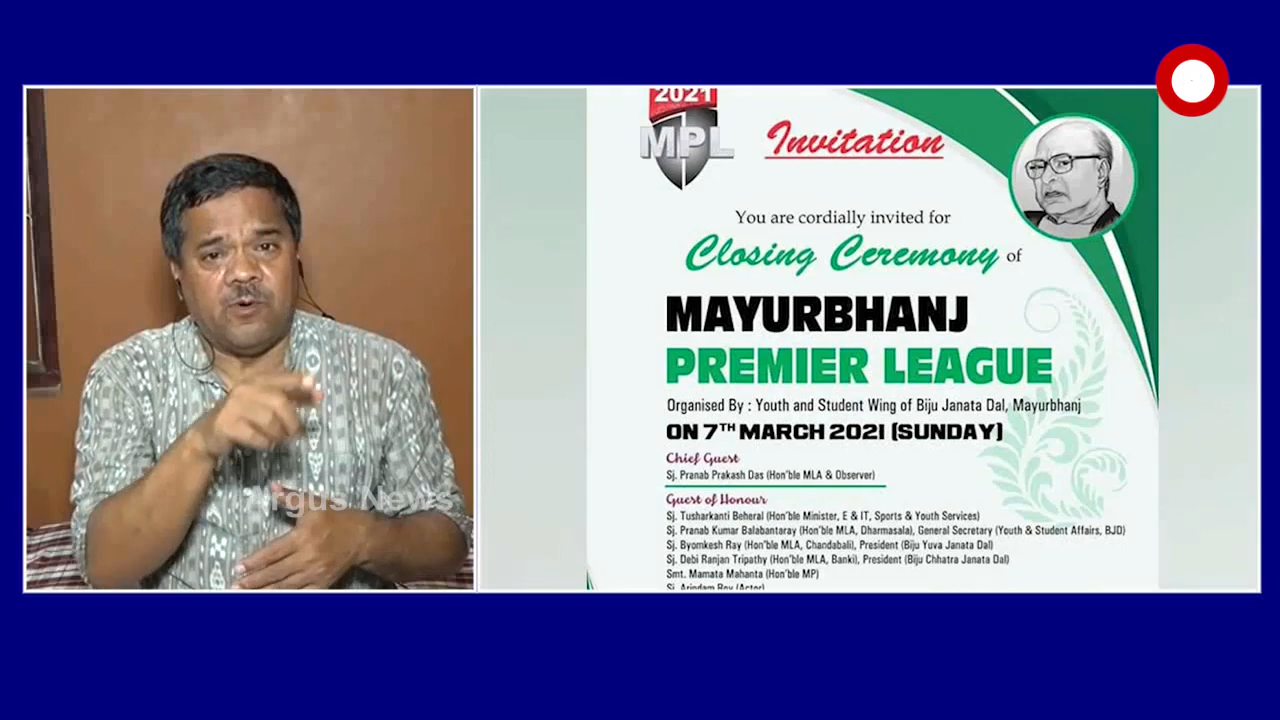 2021
MPL
Invitation
You are cordially invited for
Closing Ceremony of
MAYURBHANJ
PREMIER LEAGUE
Organised By : Youth and Student Wing of Biju Janata Dal, Mayurbhanj
ON 7TH MARCH 2021 (SUNDAY)
Chief Guest
Sj. Pranab Prakash Das (Hon'ble MLA & Observer)
Guest of Honour
Sj. Tusharkanti Beheral (Hon'ble Minister, E & IT, Sports & Youth Services)
Sj. Pranab Kumar Balabantaray (Hon'ble MLA, Dharmasala), General Secretary (Youth & Student Affairs, BJD)
Sj. Byomkesh Ray (Hon'ble MLA, Chandabali), President (Biju Yuva Janata Dal)
Sj. Debi Ranjan Tripathy (Hon'ble MLA, Banki), President (Biju Chhatra Janata Dal)
Smt. Mamata Mahanta (Hon'ble MP)
Sj. Arindam Roy (Actor)
Argus News